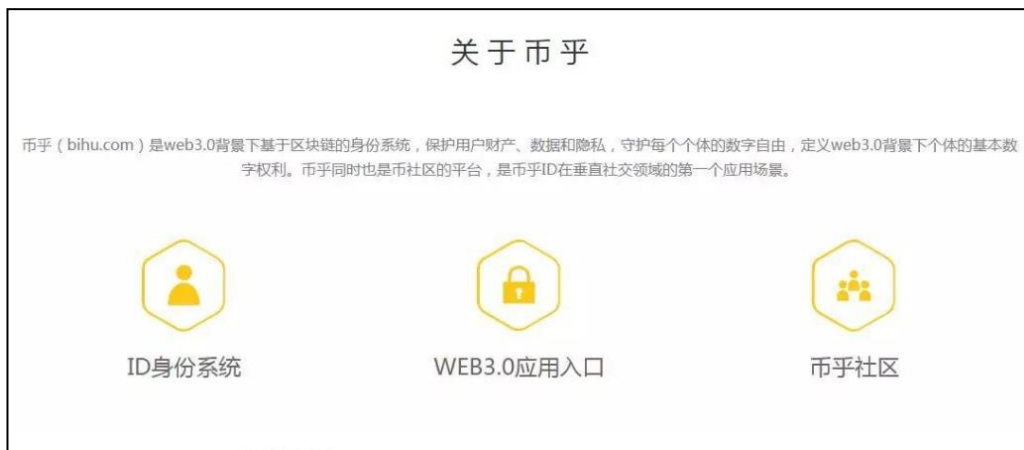 关于币乎
币乎（bihu.com）是web3.0背景下基于区块链的身份系统，保护用户财产、数据和隐私，守护每个个体的数字自由，定义web3.0背景下个体的基本数
字权利。币乎同时也是币社区的平台，是币乎ID在垂直社交领域的第一个应用场景。
ID身份系统
WEB3.0应用入口
币乎社区